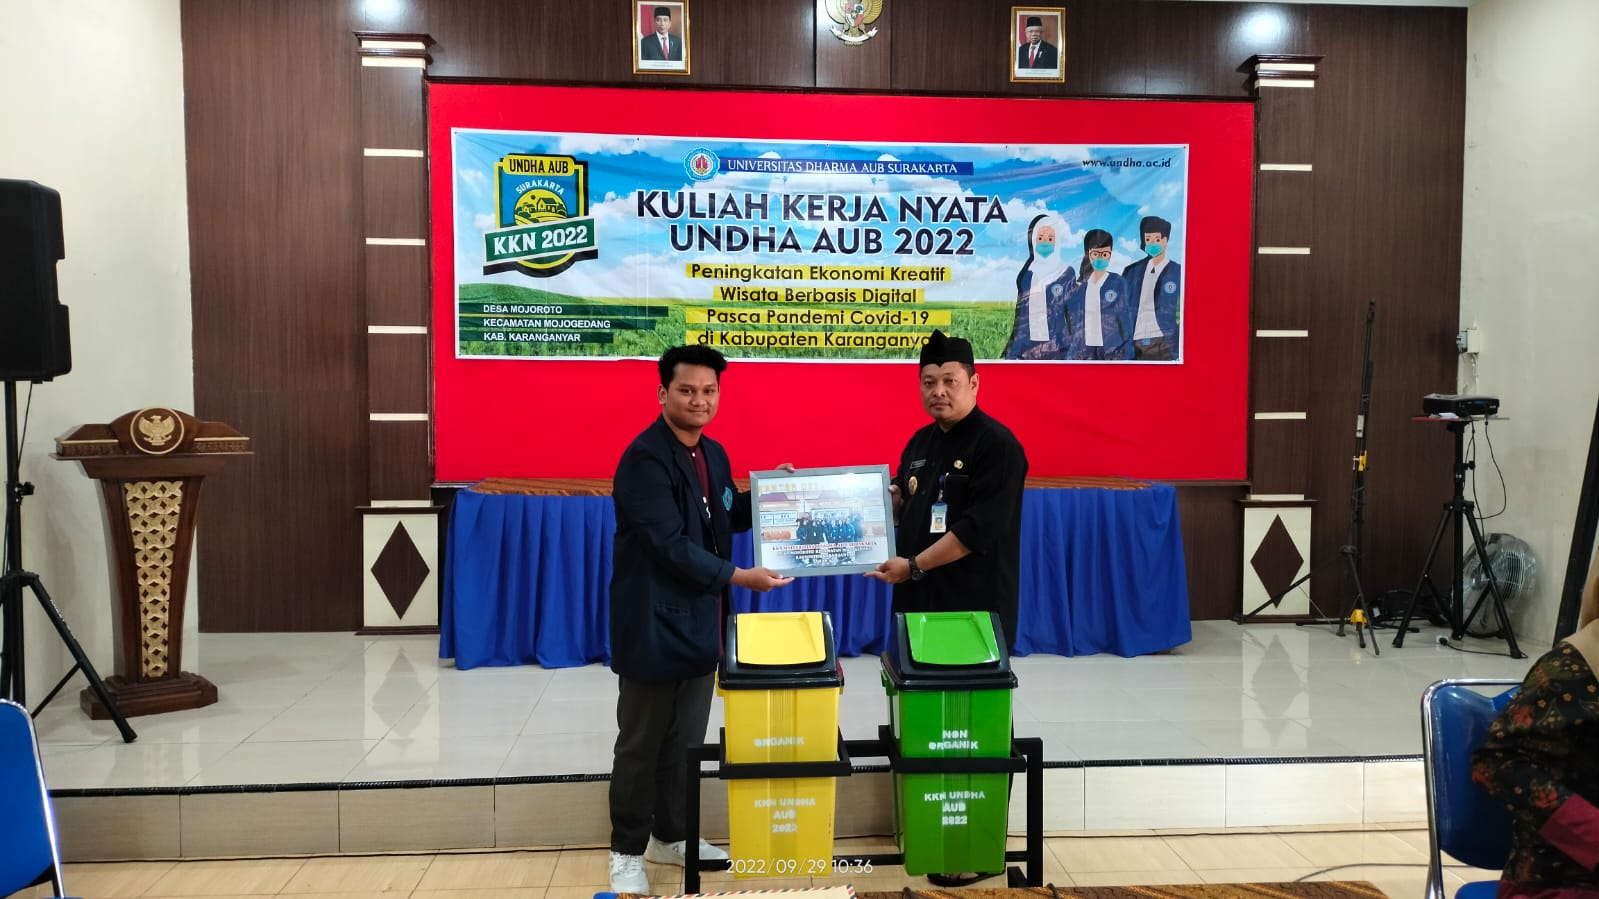 UNDHA AUB
SURAKARTA
KKN 2022
UNIVERSITAS DHARMA AUB SURAKARTA
www.undha.ac.id
KULIAH KERJA NYATA
UNDHA AUB 2022
Peningkatan Ekonomi Kreatif
Wisata Berbasis Digital
Pasca Pandemi Covid-19
di Kabupaten Karanganya
DESA MOJOROTO
KECAMATAN MOJOGEDANG
KAB. KARANGANYAR
ORGANIK
KKN UNDHA
AUB
2022
NON
ORGANIK
KKN UNDHA
AUB
2022
2022/09/29 10:36